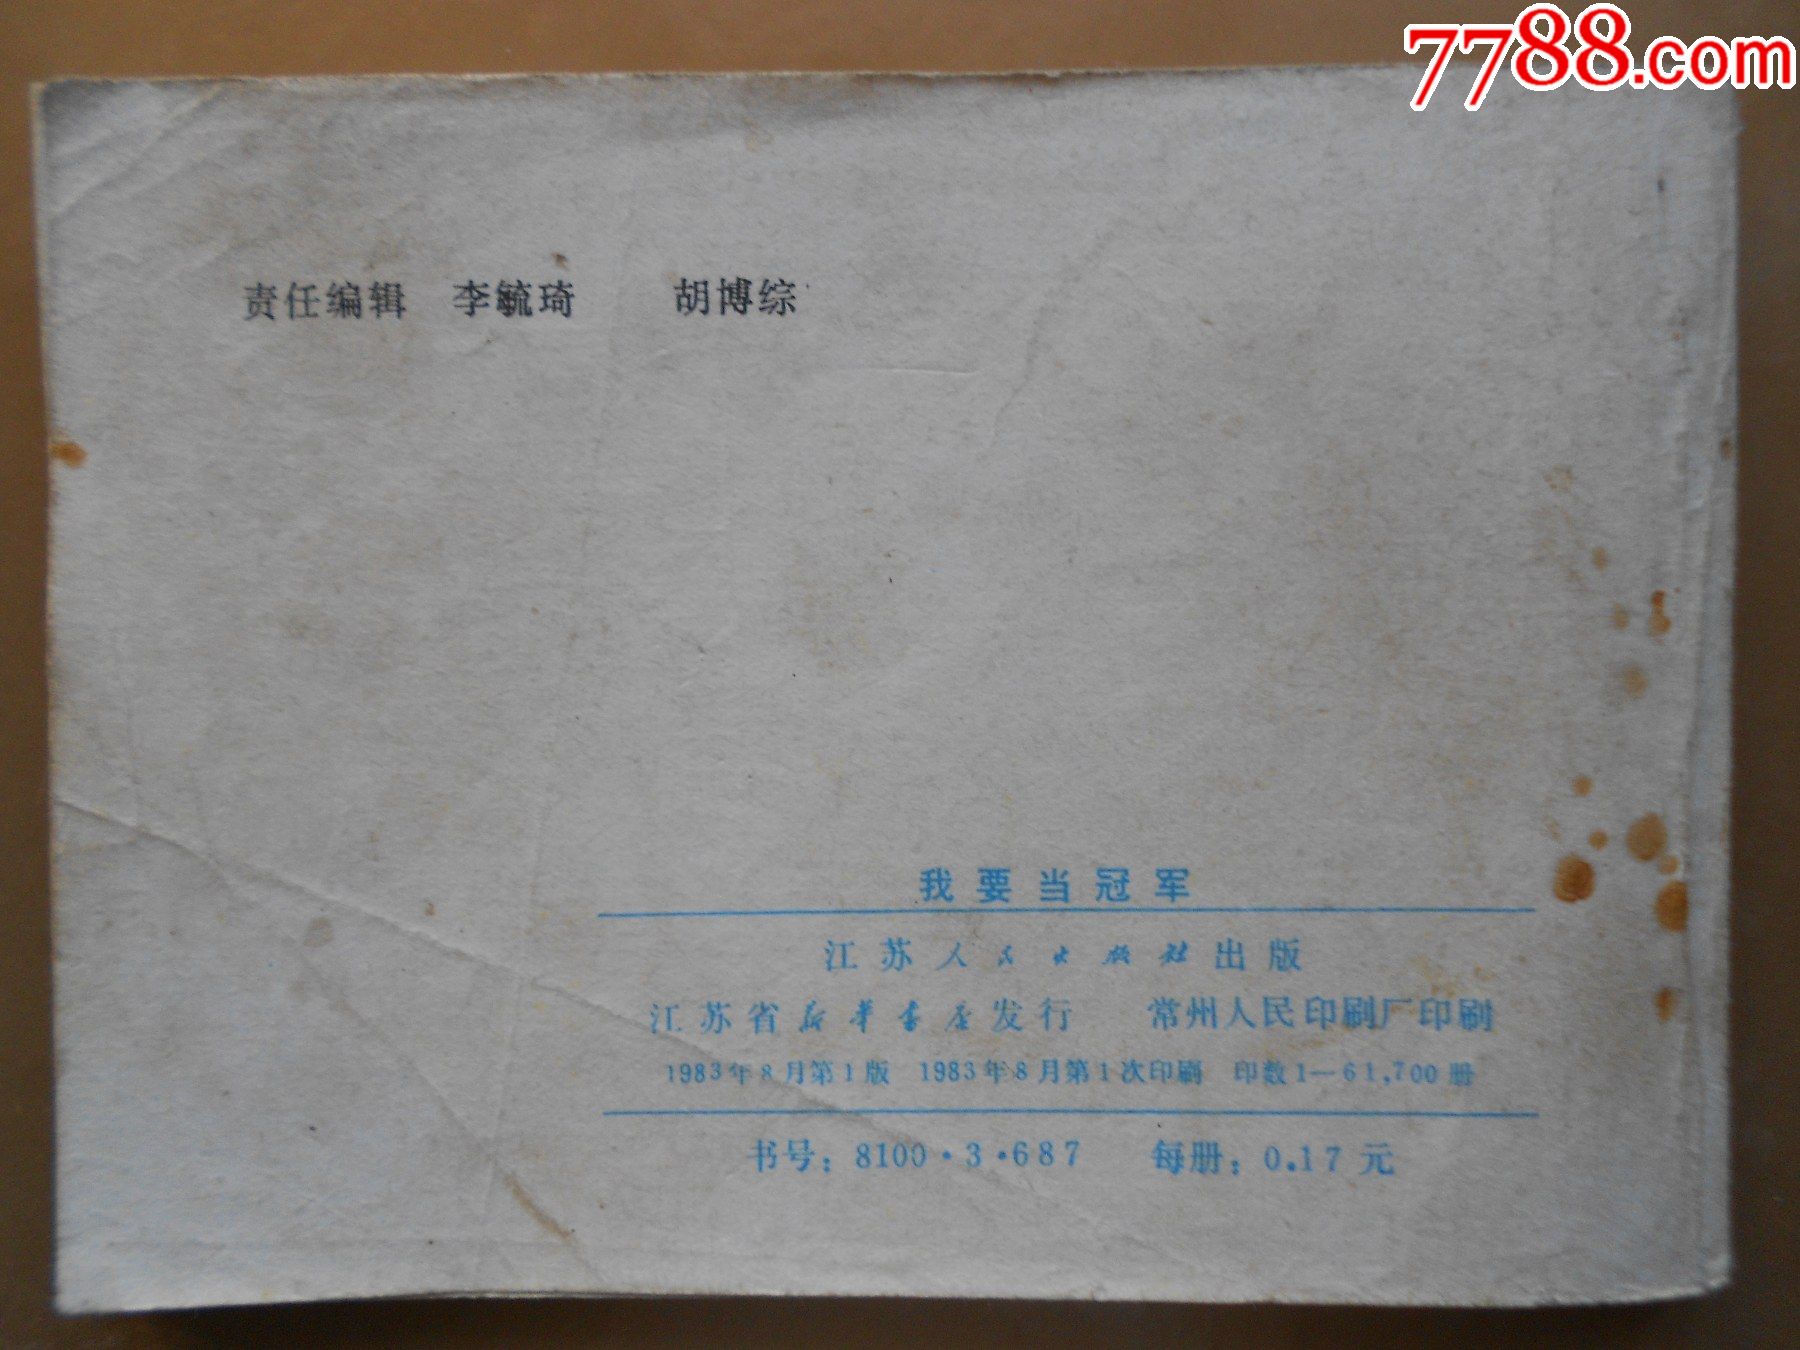 7788.com
责任编辑 李毓琦 胡博综
我要当冠军
江苏人民出版社出版
江苏省新华书店发行 常州人民印刷厂印刷
1983年8月第1版 1983年8月第1次印刷 印数1—61,700册
书号：8100·3·687 每册：0.17元